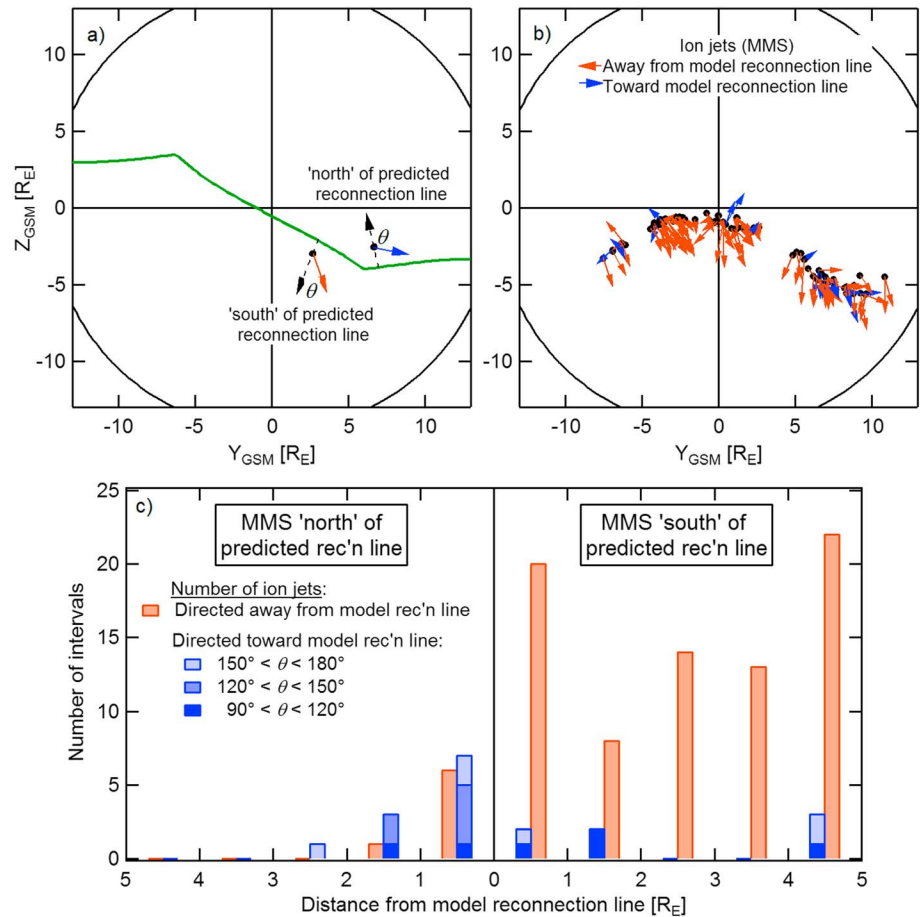 a)
10
5
0
-5
-10
Z_GSM [R_E]
-10
-5
0
5
10
Y_GSM [R_E]
'north' of predicted
reconnection line
θ
θ
'south' of predicted
reconnection line
b)
Ion jets (MMS)
Away from model reconnection line
Toward model reconnection line
10
5
0
-5
-10
-10
-5
0
5
10
Y_GSM [R_E]
c)
25
20
15
10
5
0
Number of intervals
MMS 'north' of
predicted rec'n line
MMS 'south' of
predicted rec'n line
Number of ion jets:
Directed away from model rec'n line
Directed toward model rec'n line:
150° < θ < 180°
120° < θ < 150°
90° < θ < 120°
5 4 3 2 1 0 1 2 3 4 5
Distance from model reconnection line [R_E]